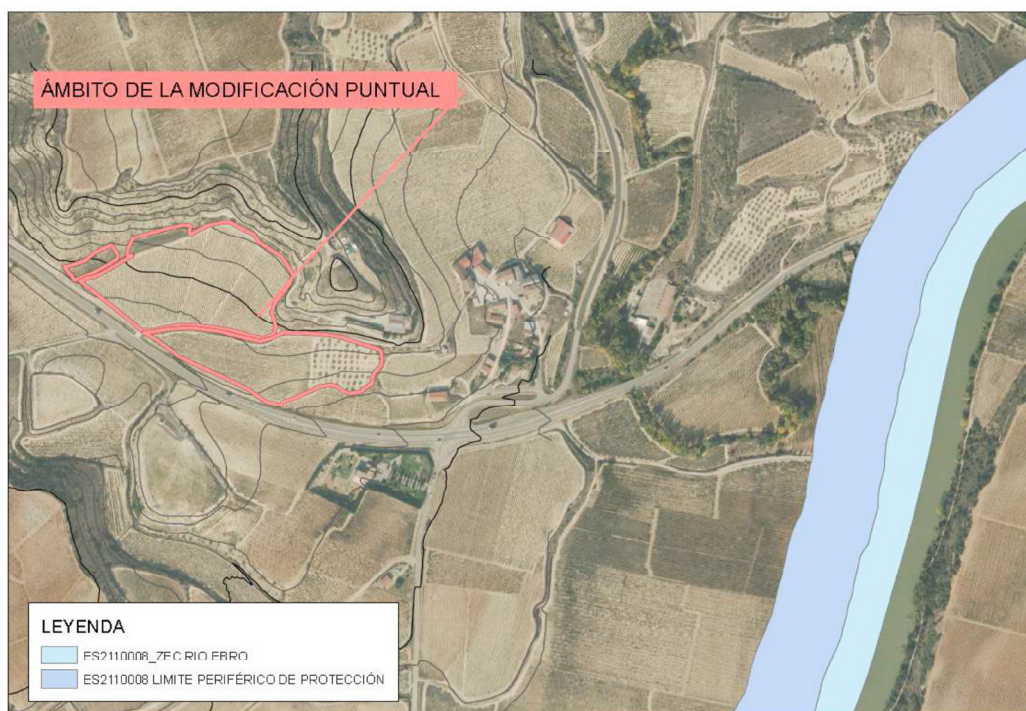 ÁMBITO DE LA MODIFICACIÓN PUNTUAL
LEYENDA
ES2110008_ZEC RIO EBRO
ES2110008 LIMITE PERIFÉRICO DE PROTECCIÓN